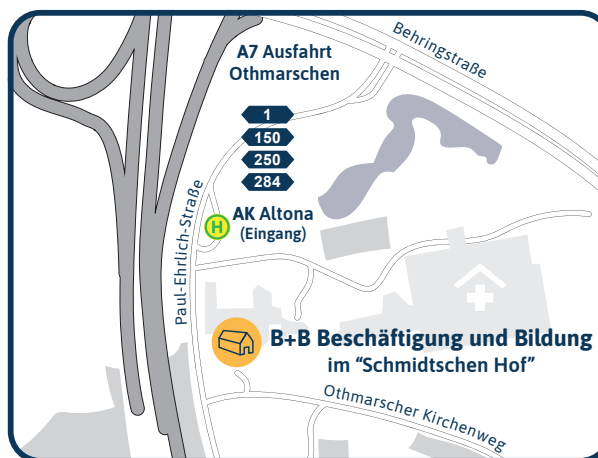 A7 Ausfahrt
Othmarschen
Behringstraße
1
150
250
284
H
AK Altona
(Eingang)
Paul-Ehrlich-Straße
B+B Beschäftigung und Bildung
im “Schmidtschen Hof”
Othmarscher Kirchenweg